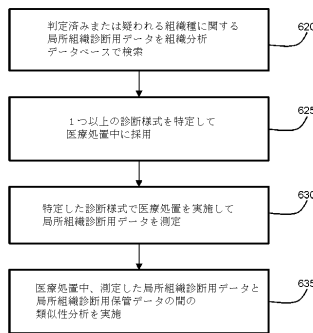 判定済みまたは疑われる組織種に関する
局所組織診断用データを組織分析
データベースで検索
620
1つ以上の診断様式を特定して
医療処置中に採用
625
特定した診断様式で医療処置を実施して
局所組織診断用データを測定
630
医療処置中、測定した局所組織診断用データと
局所組織診断用保管データの間の
類似性分析を実施
635